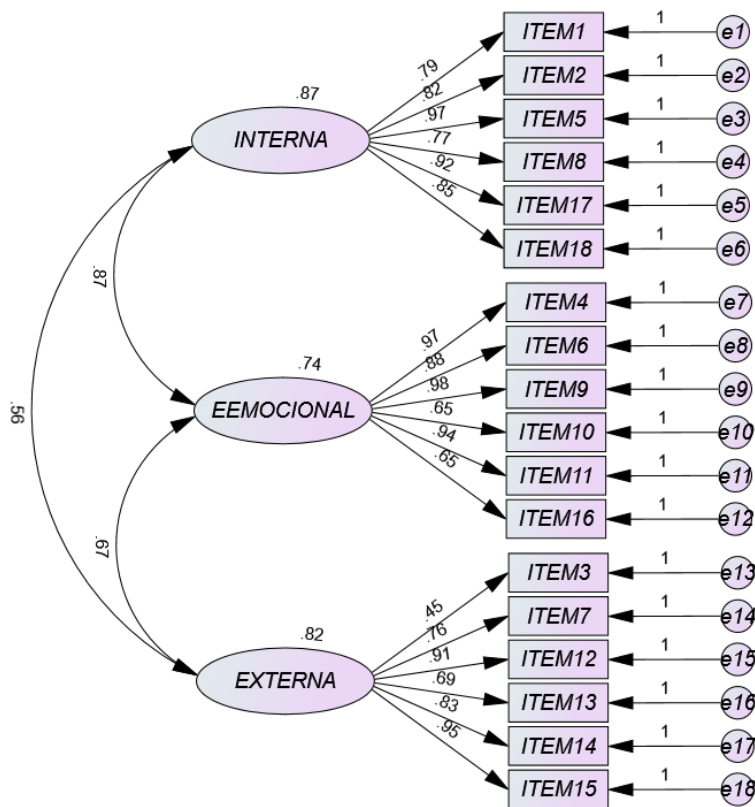 ITEM1 1 e1
.79
ITEM2 1 e2
.82
.87
ITEM5 1 e3
.97
INTERNA
ITEM8 1 e4
.77
ITEM17 1 e5
.92
ITEM18 1 e6
.85
.87
ITEM4 1 e7
.97
ITEM6 1 e8
.88
.74
ITEM9 1 e9
.98
EEMOCIONAL
ITEM10 1 e10
.65
ITEM11 1 e11
.94
ITEM16 1 e12
.65
.56
.67
ITEM3 1 e13
.45
ITEM7 1 e14
.76
.82
ITEM12 1 e15
.91
EXTERNA
ITEM13 1 e16
.69
ITEM14 1 e17
.83
ITEM15 1 e18
.95